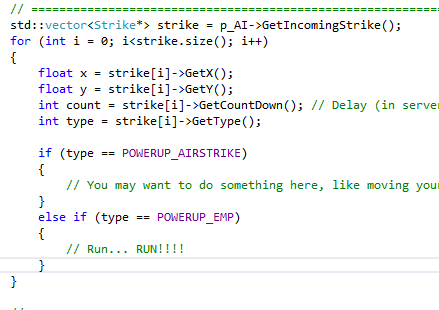 // ========================================================
std::vector<Strike*> strike = p_AI->GetIncomingStrike();
for (int i = 0; i<strike.size(); i++)
{
float x = strike[i]->GetX();
float y = strike[i]->GetY();
int count = strike[i]->GetCountDown(); // Delay (in server
int type = strike[i]->GetType();
if (type == POWERUP_AIRSTRIKE)
{
// You may want to do something here, like moving your
}
else if (type == POWERUP_EMP)
{
// Run... RUN!!!!
}
}